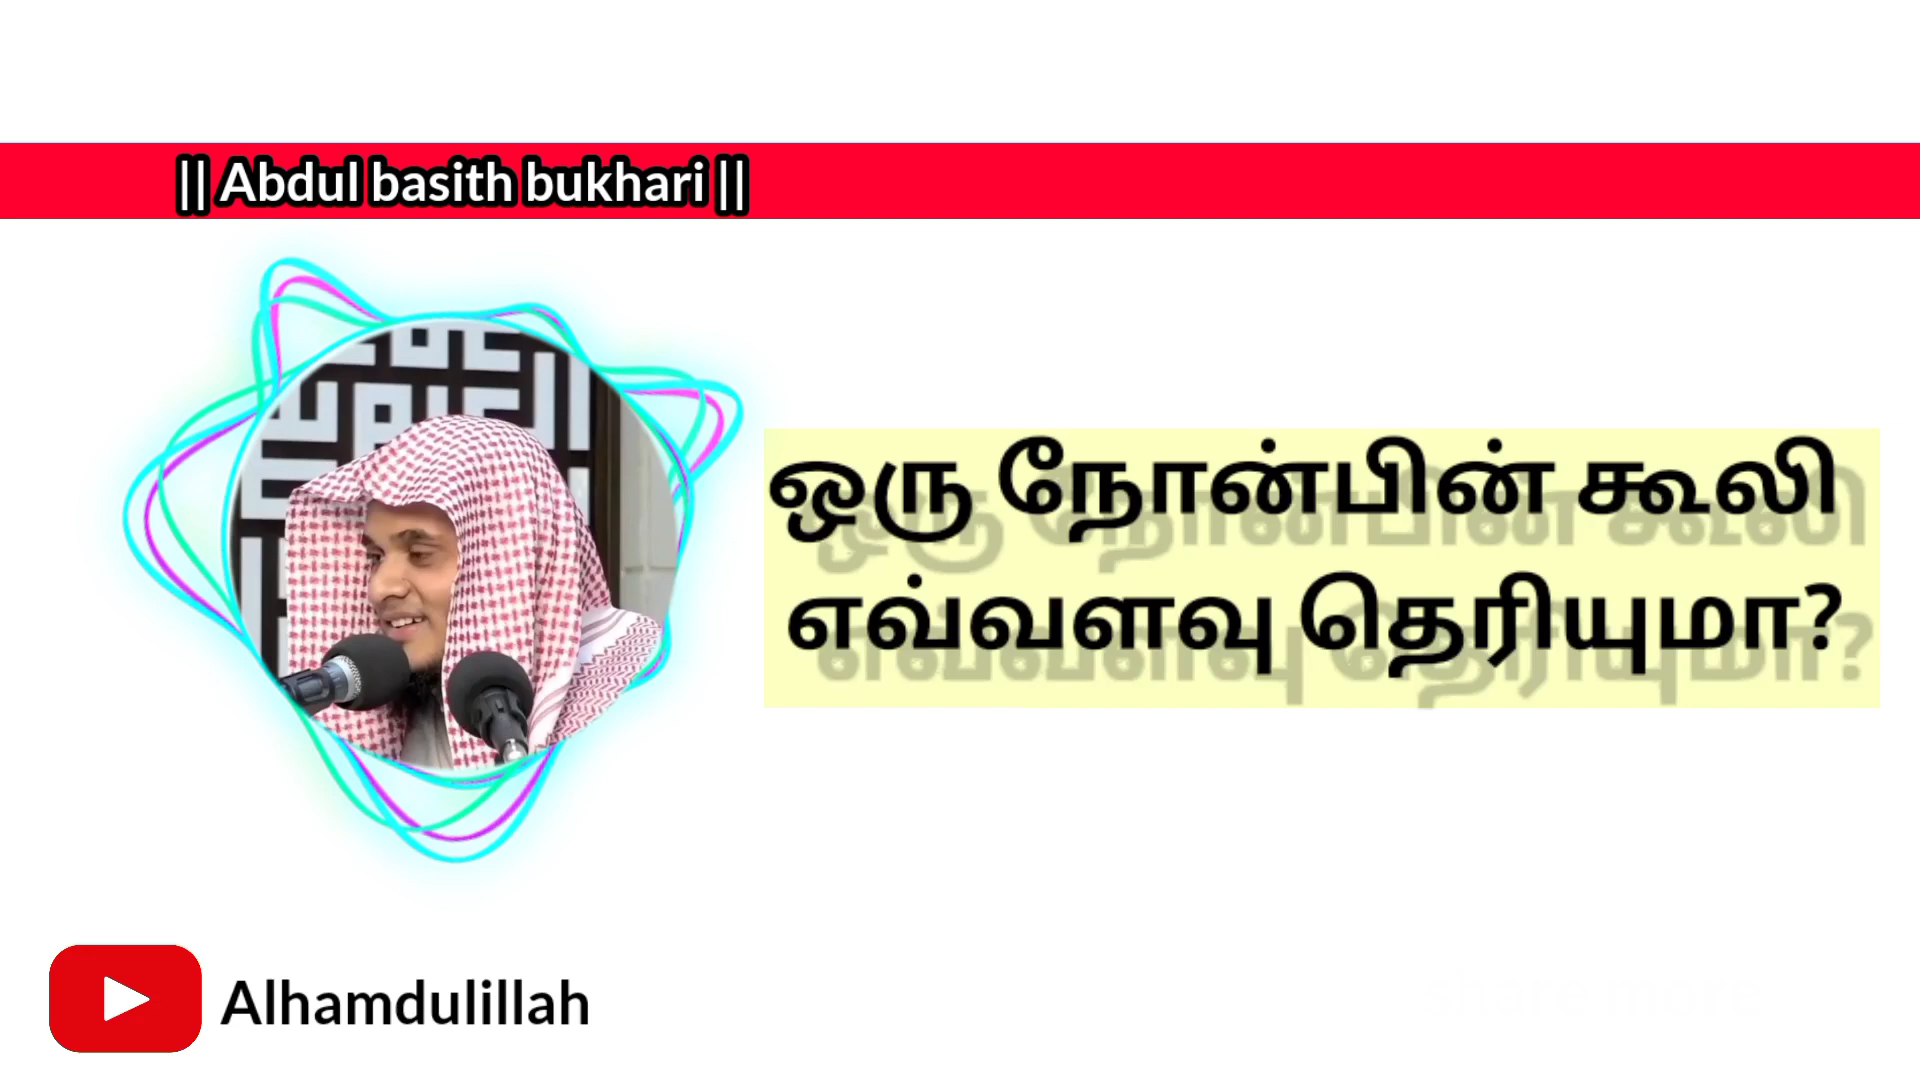 || Abdul basith bukhari ||
ஒரு நோன்பின் கூலி
எவ்வளவு தெரியுமா?
Alhamdulillah